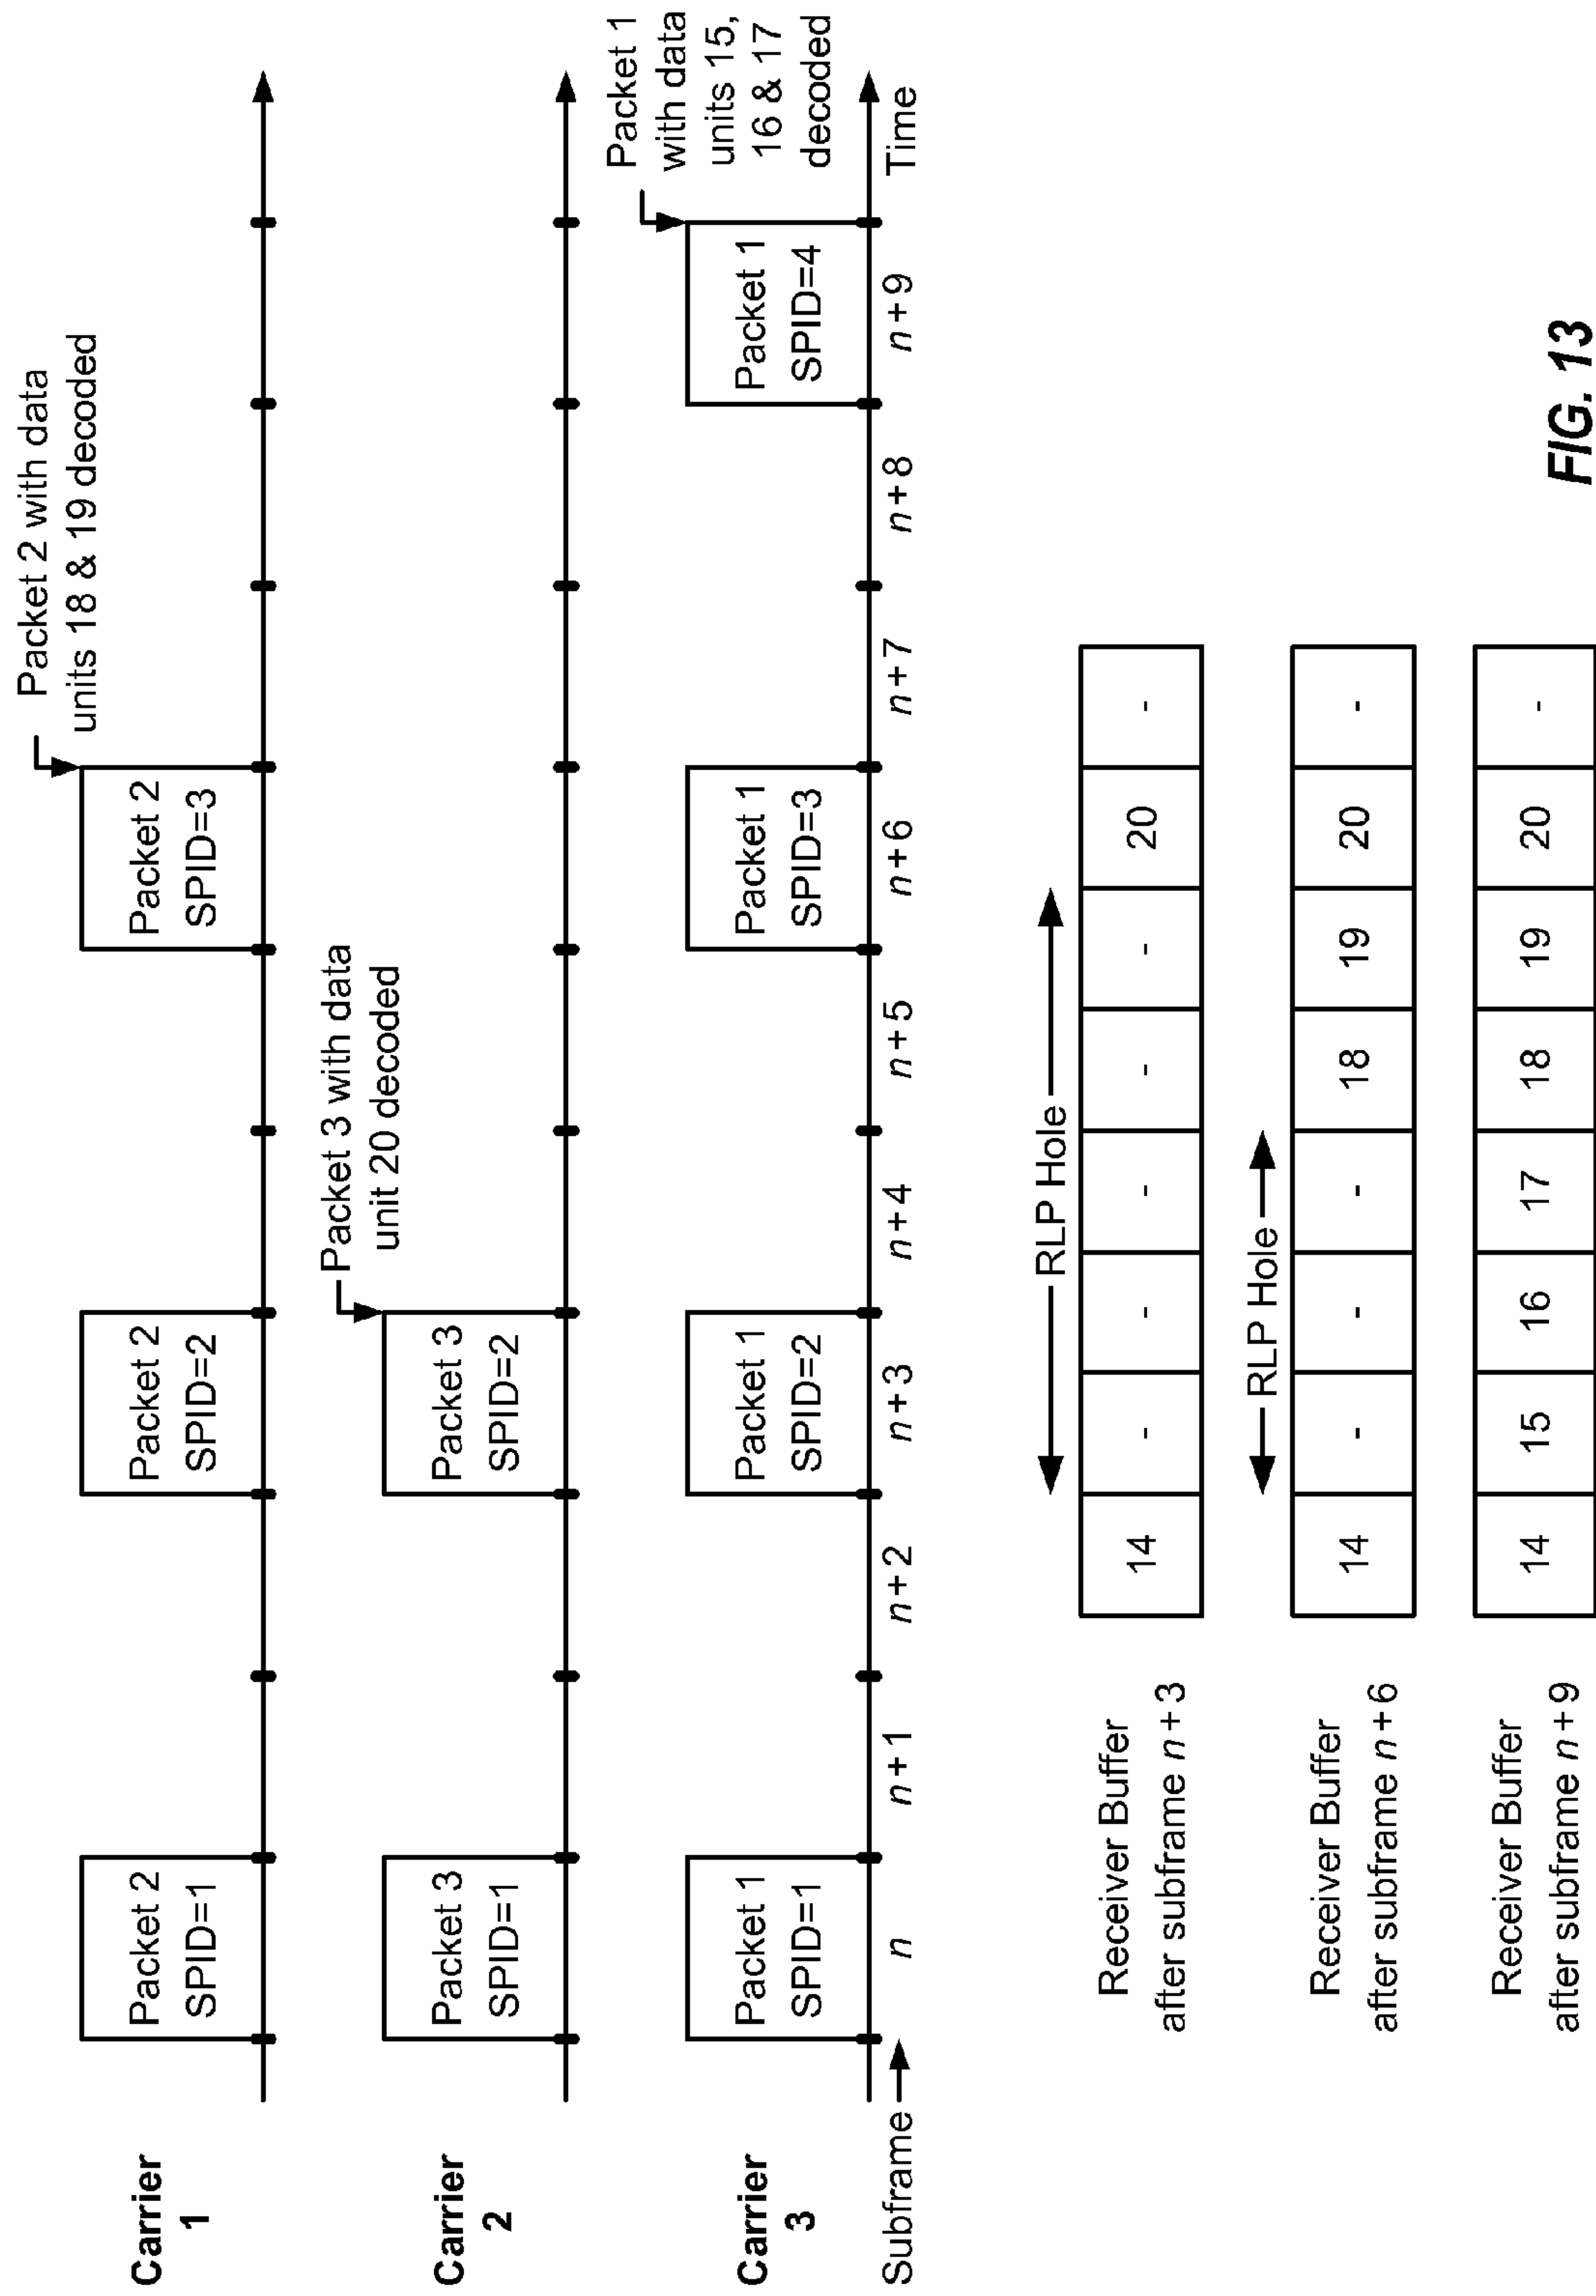 Carrier
1
Packet 2
SPID=1
Packet 2
SPID=2
Packet 2
SPID=3
Packet 2 with data
units 18 & 19 decoded
Carrier
2
Packet 3
SPID=1
Packet 3
SPID=2
Packet 3 with data
unit 20 decoded
Carrier
3
Packet 1
SPID=1
Packet 1
SPID=2
Packet 1
SPID=3
Packet 1
SPID=4
Packet 1
with data
units 15,
16 & 17
decoded
Subframe n n+1 n+2 n+3 n+4 n+5 n+6 n+7 n+8 n+9 Time
RLP Hole
Receiver Buffer
after subframe n+3
14 - - - - - 20 -
RLP Hole
Receiver Buffer
after subframe n+6
14 - - - 18 19 20 -
Receiver Buffer
after subframe n+9
14 15 16 17 18 19 20 -
FIG. 13